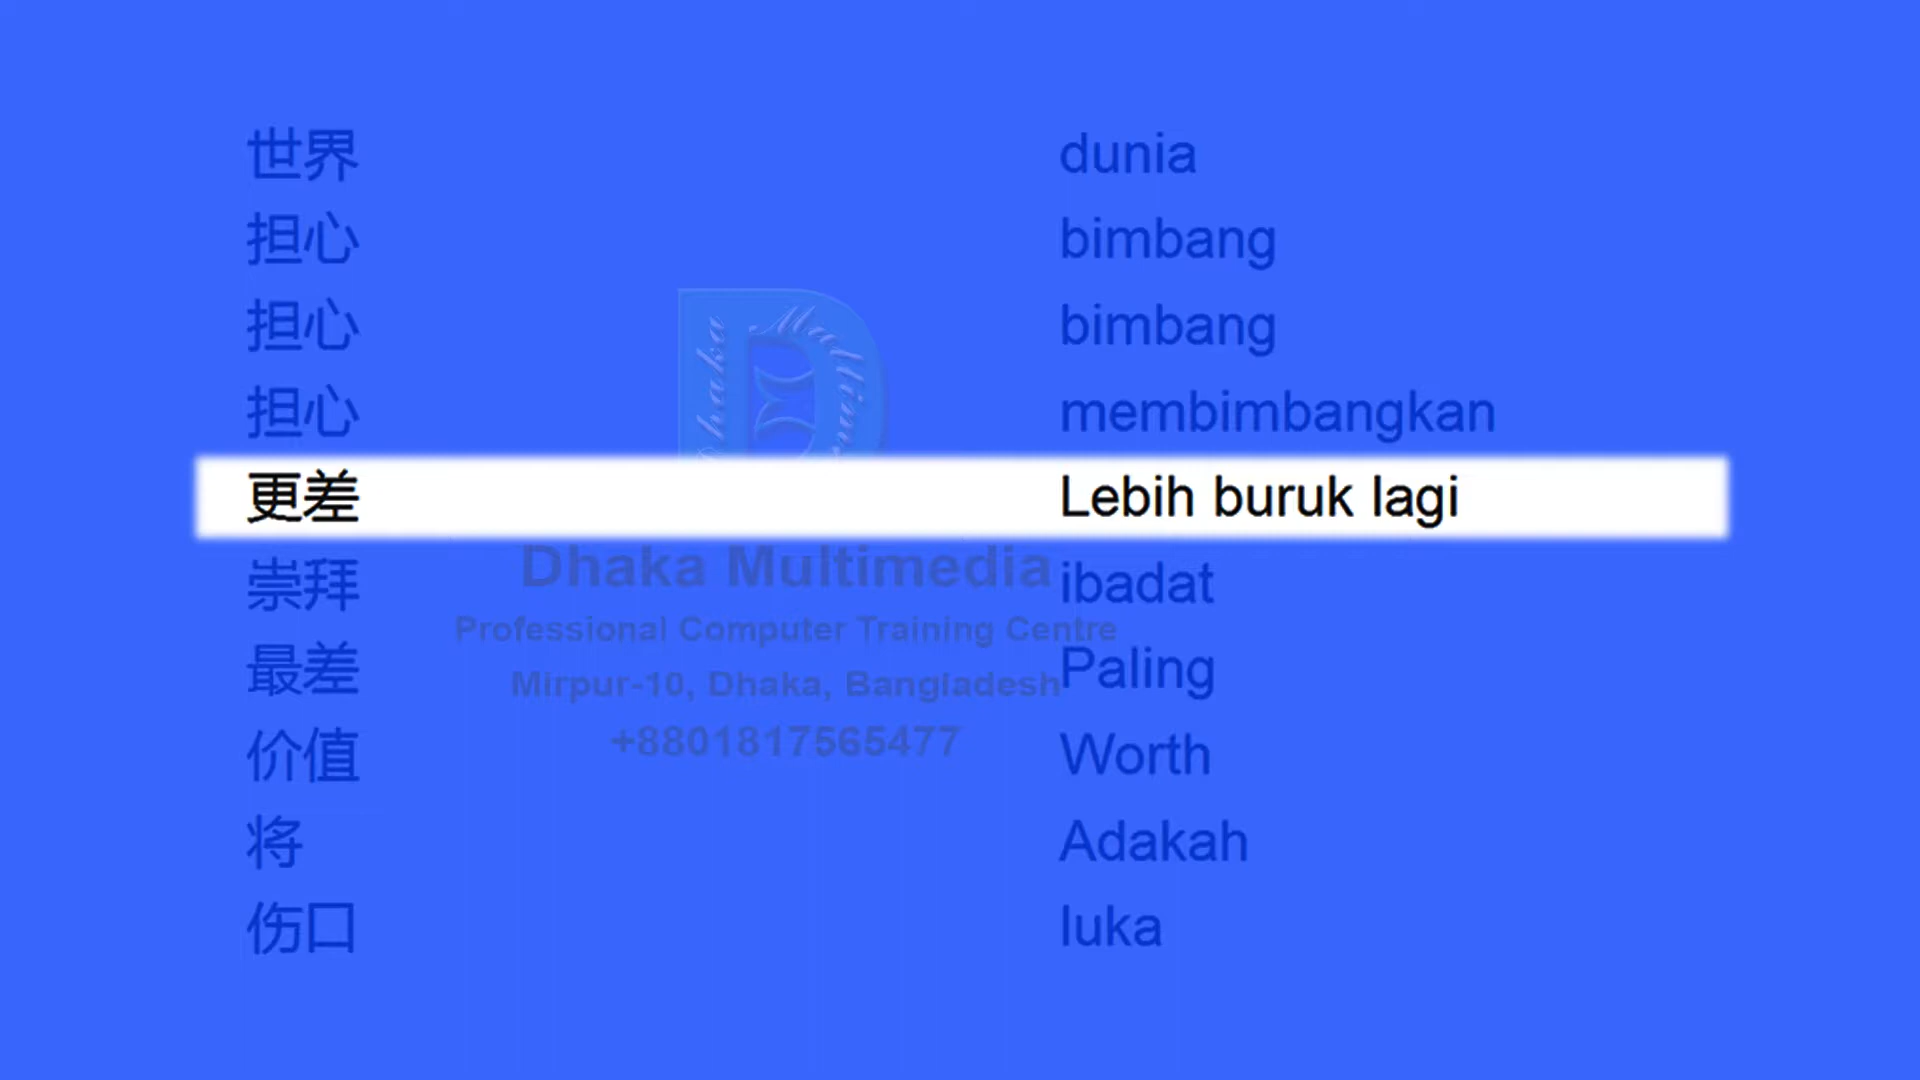 世界 dunia
担心 bimbang
担心 bimbang
担心 membimbangkan
更差 Lebih buruk lagi
崇拜 ibadat
最差 Paling
价值 Worth
将 Adakah
伤口 luka
Dhaka Multimedia
Professional Computer Training Centre
Mirpur-10, Dhaka, Bangladesh
+8801817565477